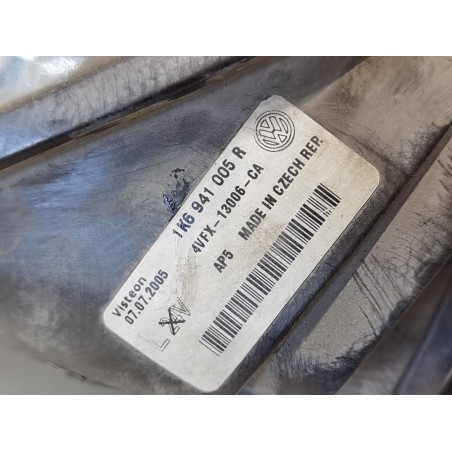 Visteon
07.07.2005
1K6 941 005 R
4VFX-13006-CA
AP5 MADE IN CZECH REP.